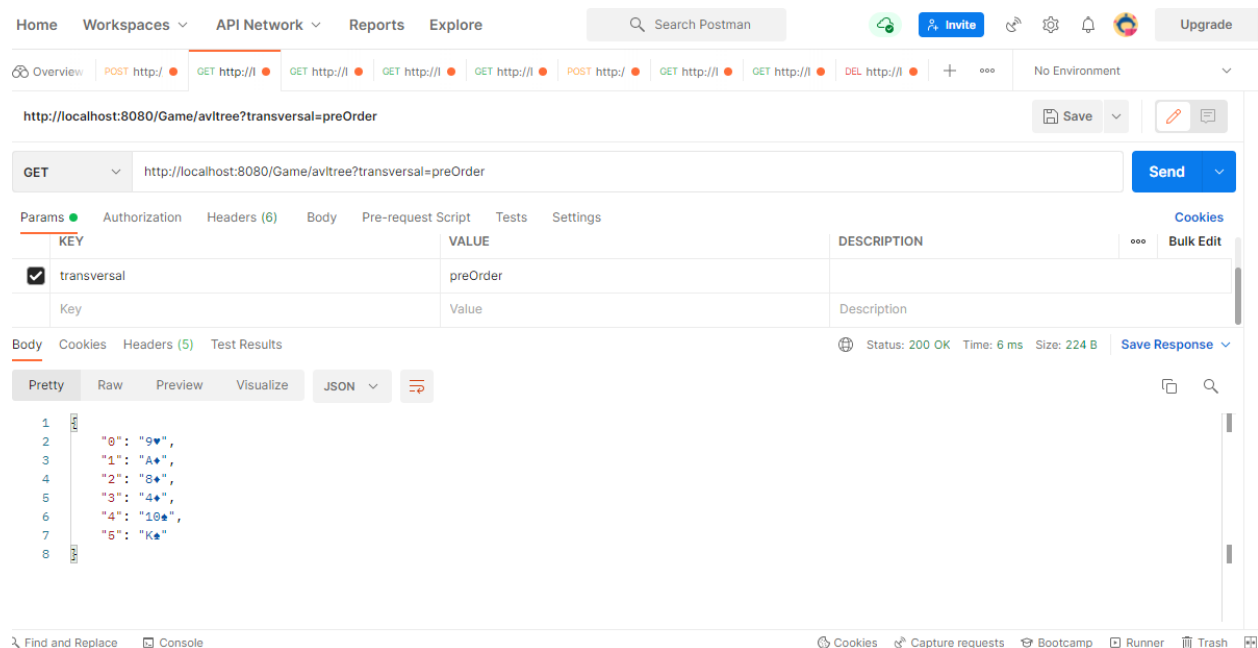 Home Workspaces API Network Reports Explore Search Postman Invite Upgrade
Overview POST http:/ GET http://l GET http://l GET http://l GET http://l POST http:/ GET http://l GET http://l DEL http://l No Environment
http://localhost:8080/Game/avltree?transversal=preOrder Save
GET http://localhost:8080/Game/avltree?transversal=preOrder Send
Params Authorization Headers (6) Body Pre-request Script Tests Settings Cookies
KEY VALUE DESCRIPTION Bulk Edit
transversal preOrder
Key Value Description
Body Cookies Headers (5) Test Results Status: 200 OK Time: 6 ms Size: 224 B Save Response
Pretty Raw Preview Visualize JSON
1 {
2 "0": "9♥",
3 "1": "A♦",
4 "2": "8♦",
5 "3": "4♦",
6 "4": "10♠",
7 "5": "K♠"
8 }
Find and Replace Console Cookies Capture requests Bootcamp Runner Trash